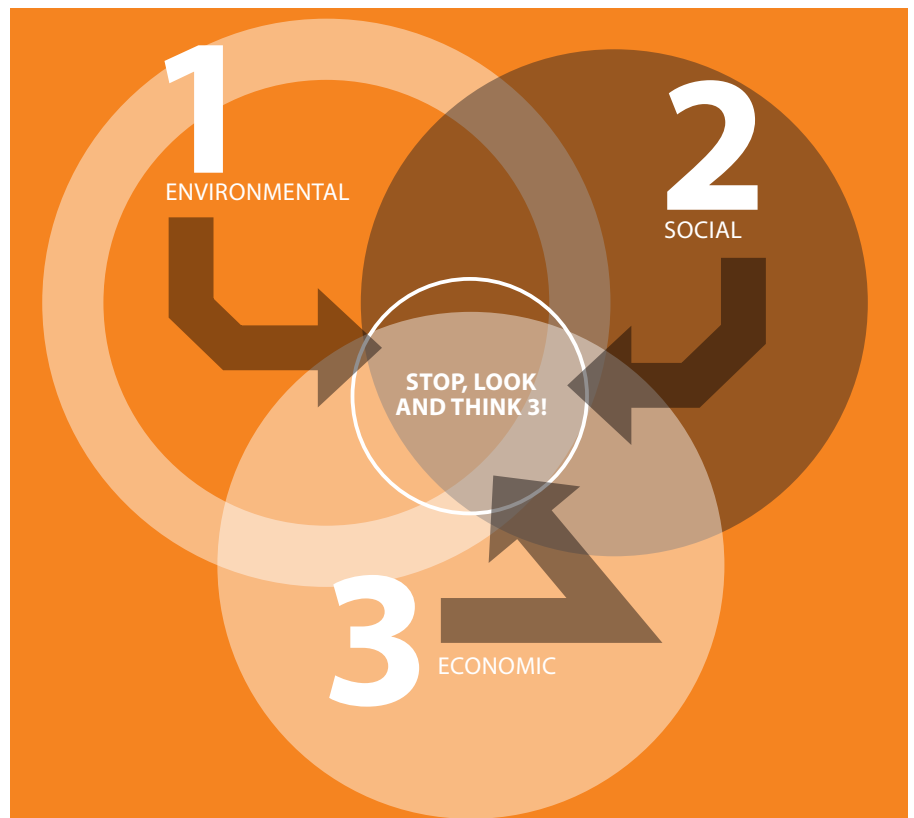 1
ENVIRONMENTAL
2
SOCIAL
STOP, LOOK
AND THINK 3!
3
ECONOMIC